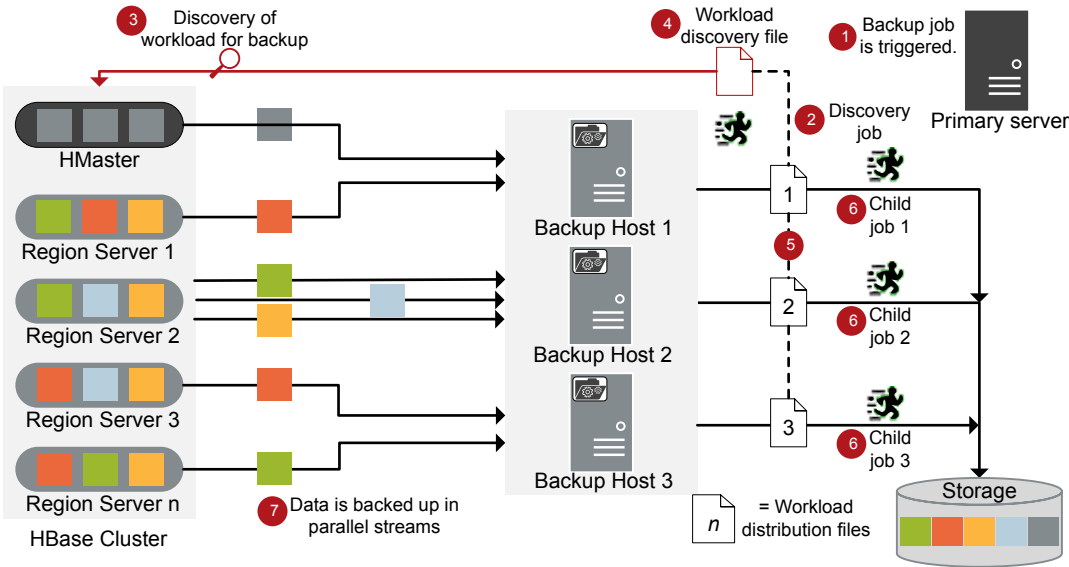 3
Discovery of
workload for backup
4
Workload
discovery file
1
Backup job
is triggered.
Primary server
2
Discovery
job
HMaster
Region Server 1
Region Server 2
Region Server 3
Region Server n
HBase Cluster
Backup Host 1
Backup Host 2
Backup Host 3
1
6
Child
job 1
5
2
6
Child
job 2
3
6
Child
job 3
7
Data is backed up in
parallel streams
n
= Workload
distribution files
Storage